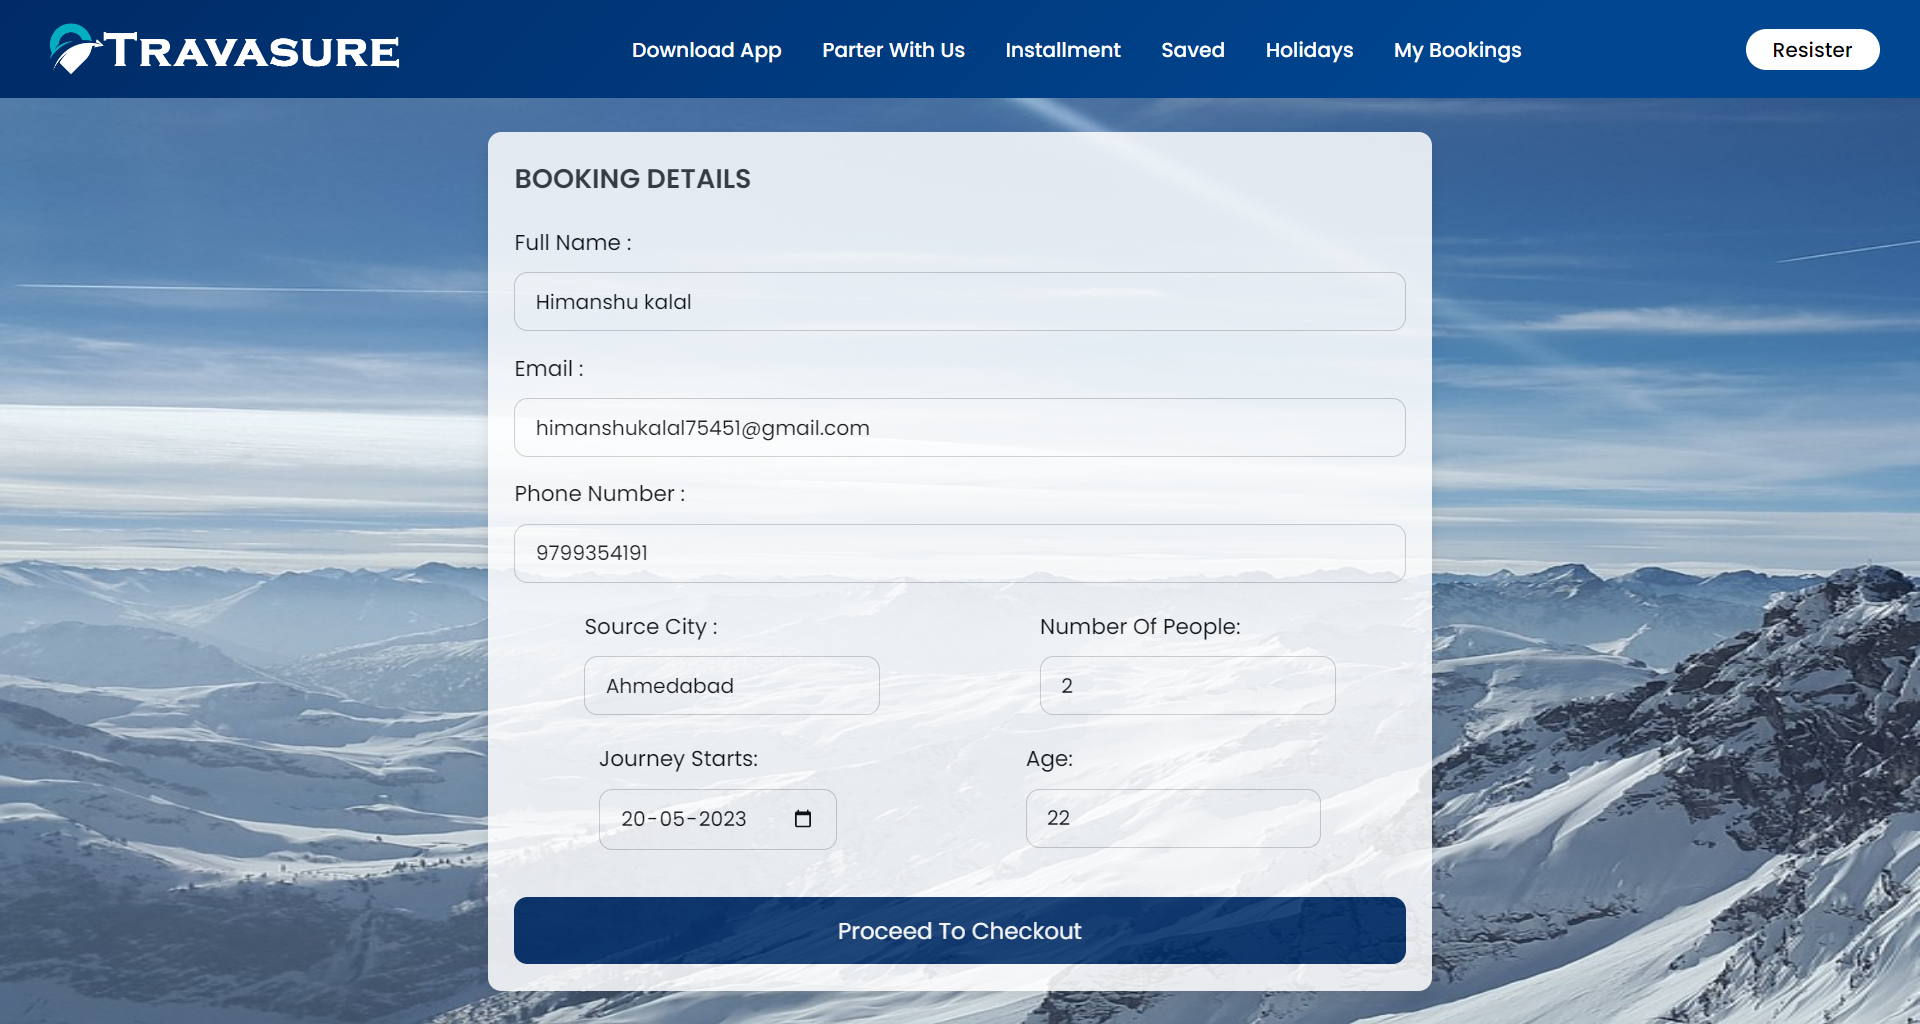 TRAVASURE
Download App Parter With Us Installment Saved Holidays My Bookings Resister
BOOKING DETAILS
Full Name :
Himanshu kalal
Email :
himanshukalal75451@gmail.com
Phone Number :
9799354191
Source City : Number Of People:
Ahmedabad 2
Journey Starts: Age:
20-05-2023 22
Proceed To Checkout